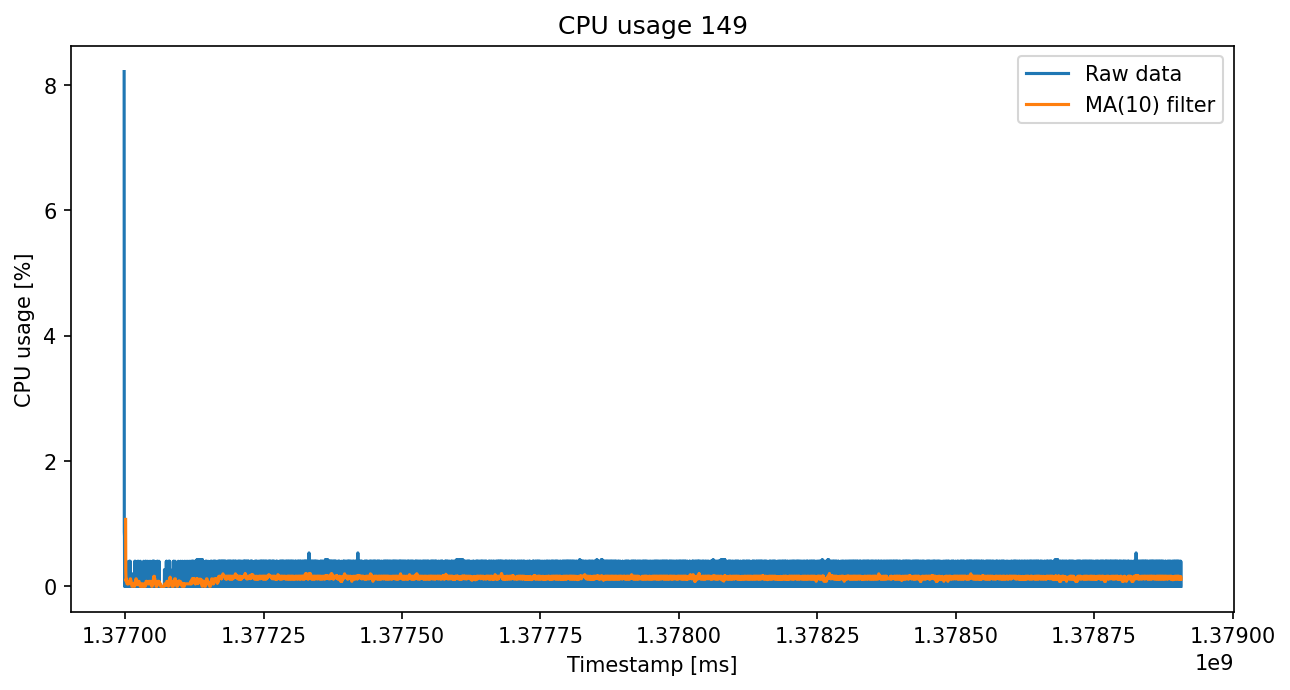 CPU usage 149
Raw data
MA(10) filter
CPU usage [%]
8
6
4
2
0
1.37700 1.37725 1.37750 1.37775 1.37800 1.37825 1.37850 1.37875 1.37900
1e9
Timestamp [ms]